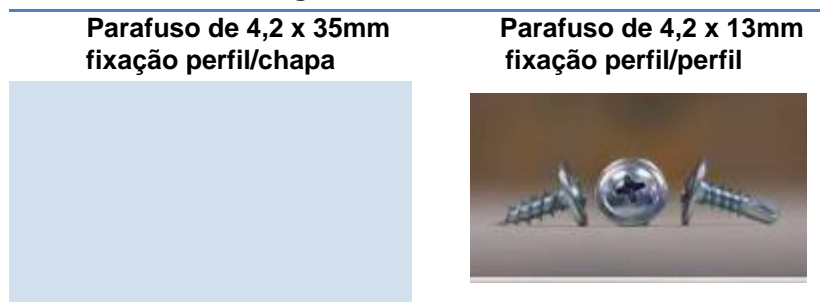 Parafuso de 4,2 x 35mm
fixação perfil/chapa
Parafuso de 4,2 x 13mm
fixação perfil/perfil